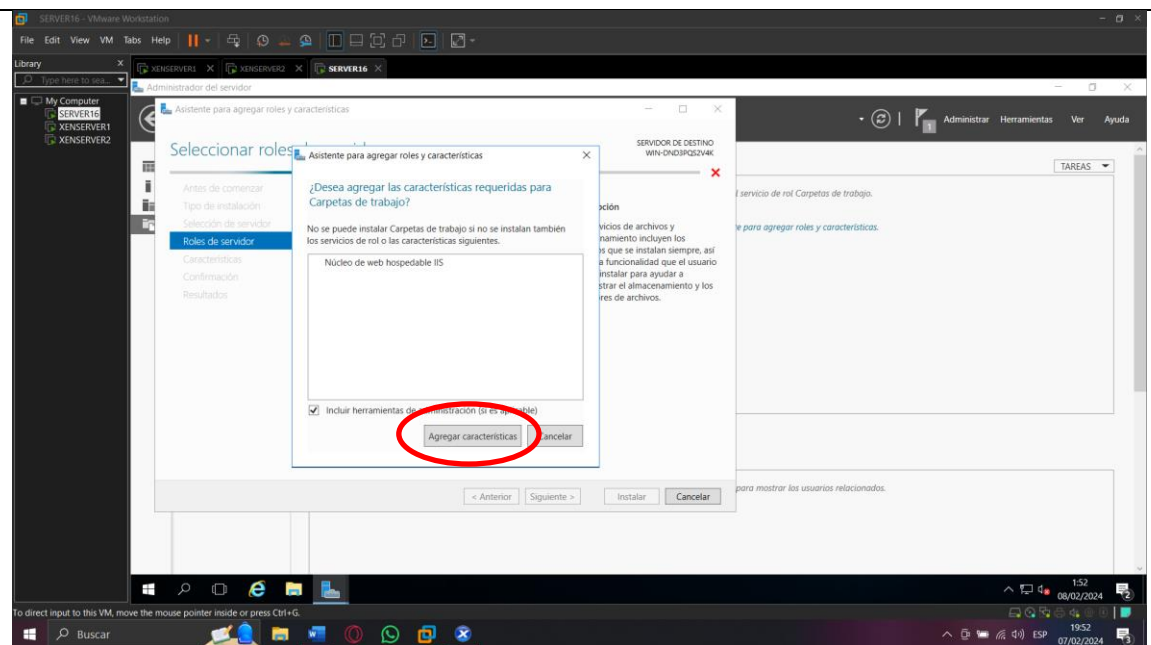 SERVER16 - VMware Workstation
File Edit View VM Tabs Help
Library X
Type here to sea...
My Computer
SERVER16
XENSERVER1
XENSERVER2
XENSERVER1 XENSERVER2 SERVER16
Administrador del servidor
Administrar Herramientas Ver Ayuda
1
TAREAS
l servicio de rol Carpetas de trabajo.
e para agregar roles y características.
para mostrar los usuarios relacionados.
Asistente para agregar roles y características
Seleccionar roles
SERVIDOR DE DESTINO
WIN-DND3PQS2V4K
Antes de comenzar
Tipo de instalación
Selección de servidor
Roles de servidor
Características
Confirmación
Resultados
pción
vicios de archivos y
namiento incluyen los
os que se instalan siempre, así
a funcionalidad que el usuario
instalar para ayudar a
strar el almacenamiento y los
res de archivos.
Asistente para agregar roles y características
¿Desea agregar las características requeridas para
Carpetas de trabajo?
No se puede instalar Carpetas de trabajo si no se instalan también
los servicios de rol o las características siguientes.
Núcleo de web hospedable IIS
Incluir herramientas de administración (si es aplicable)
Agregar características Cancelar
< Anterior Siguiente > Instalar Cancelar
1:52
08/02/2024
2
To direct input to this VM, move the mouse pointer inside or press Ctrl+G.
Buscar
ESP
19:52
07/02/2024
3